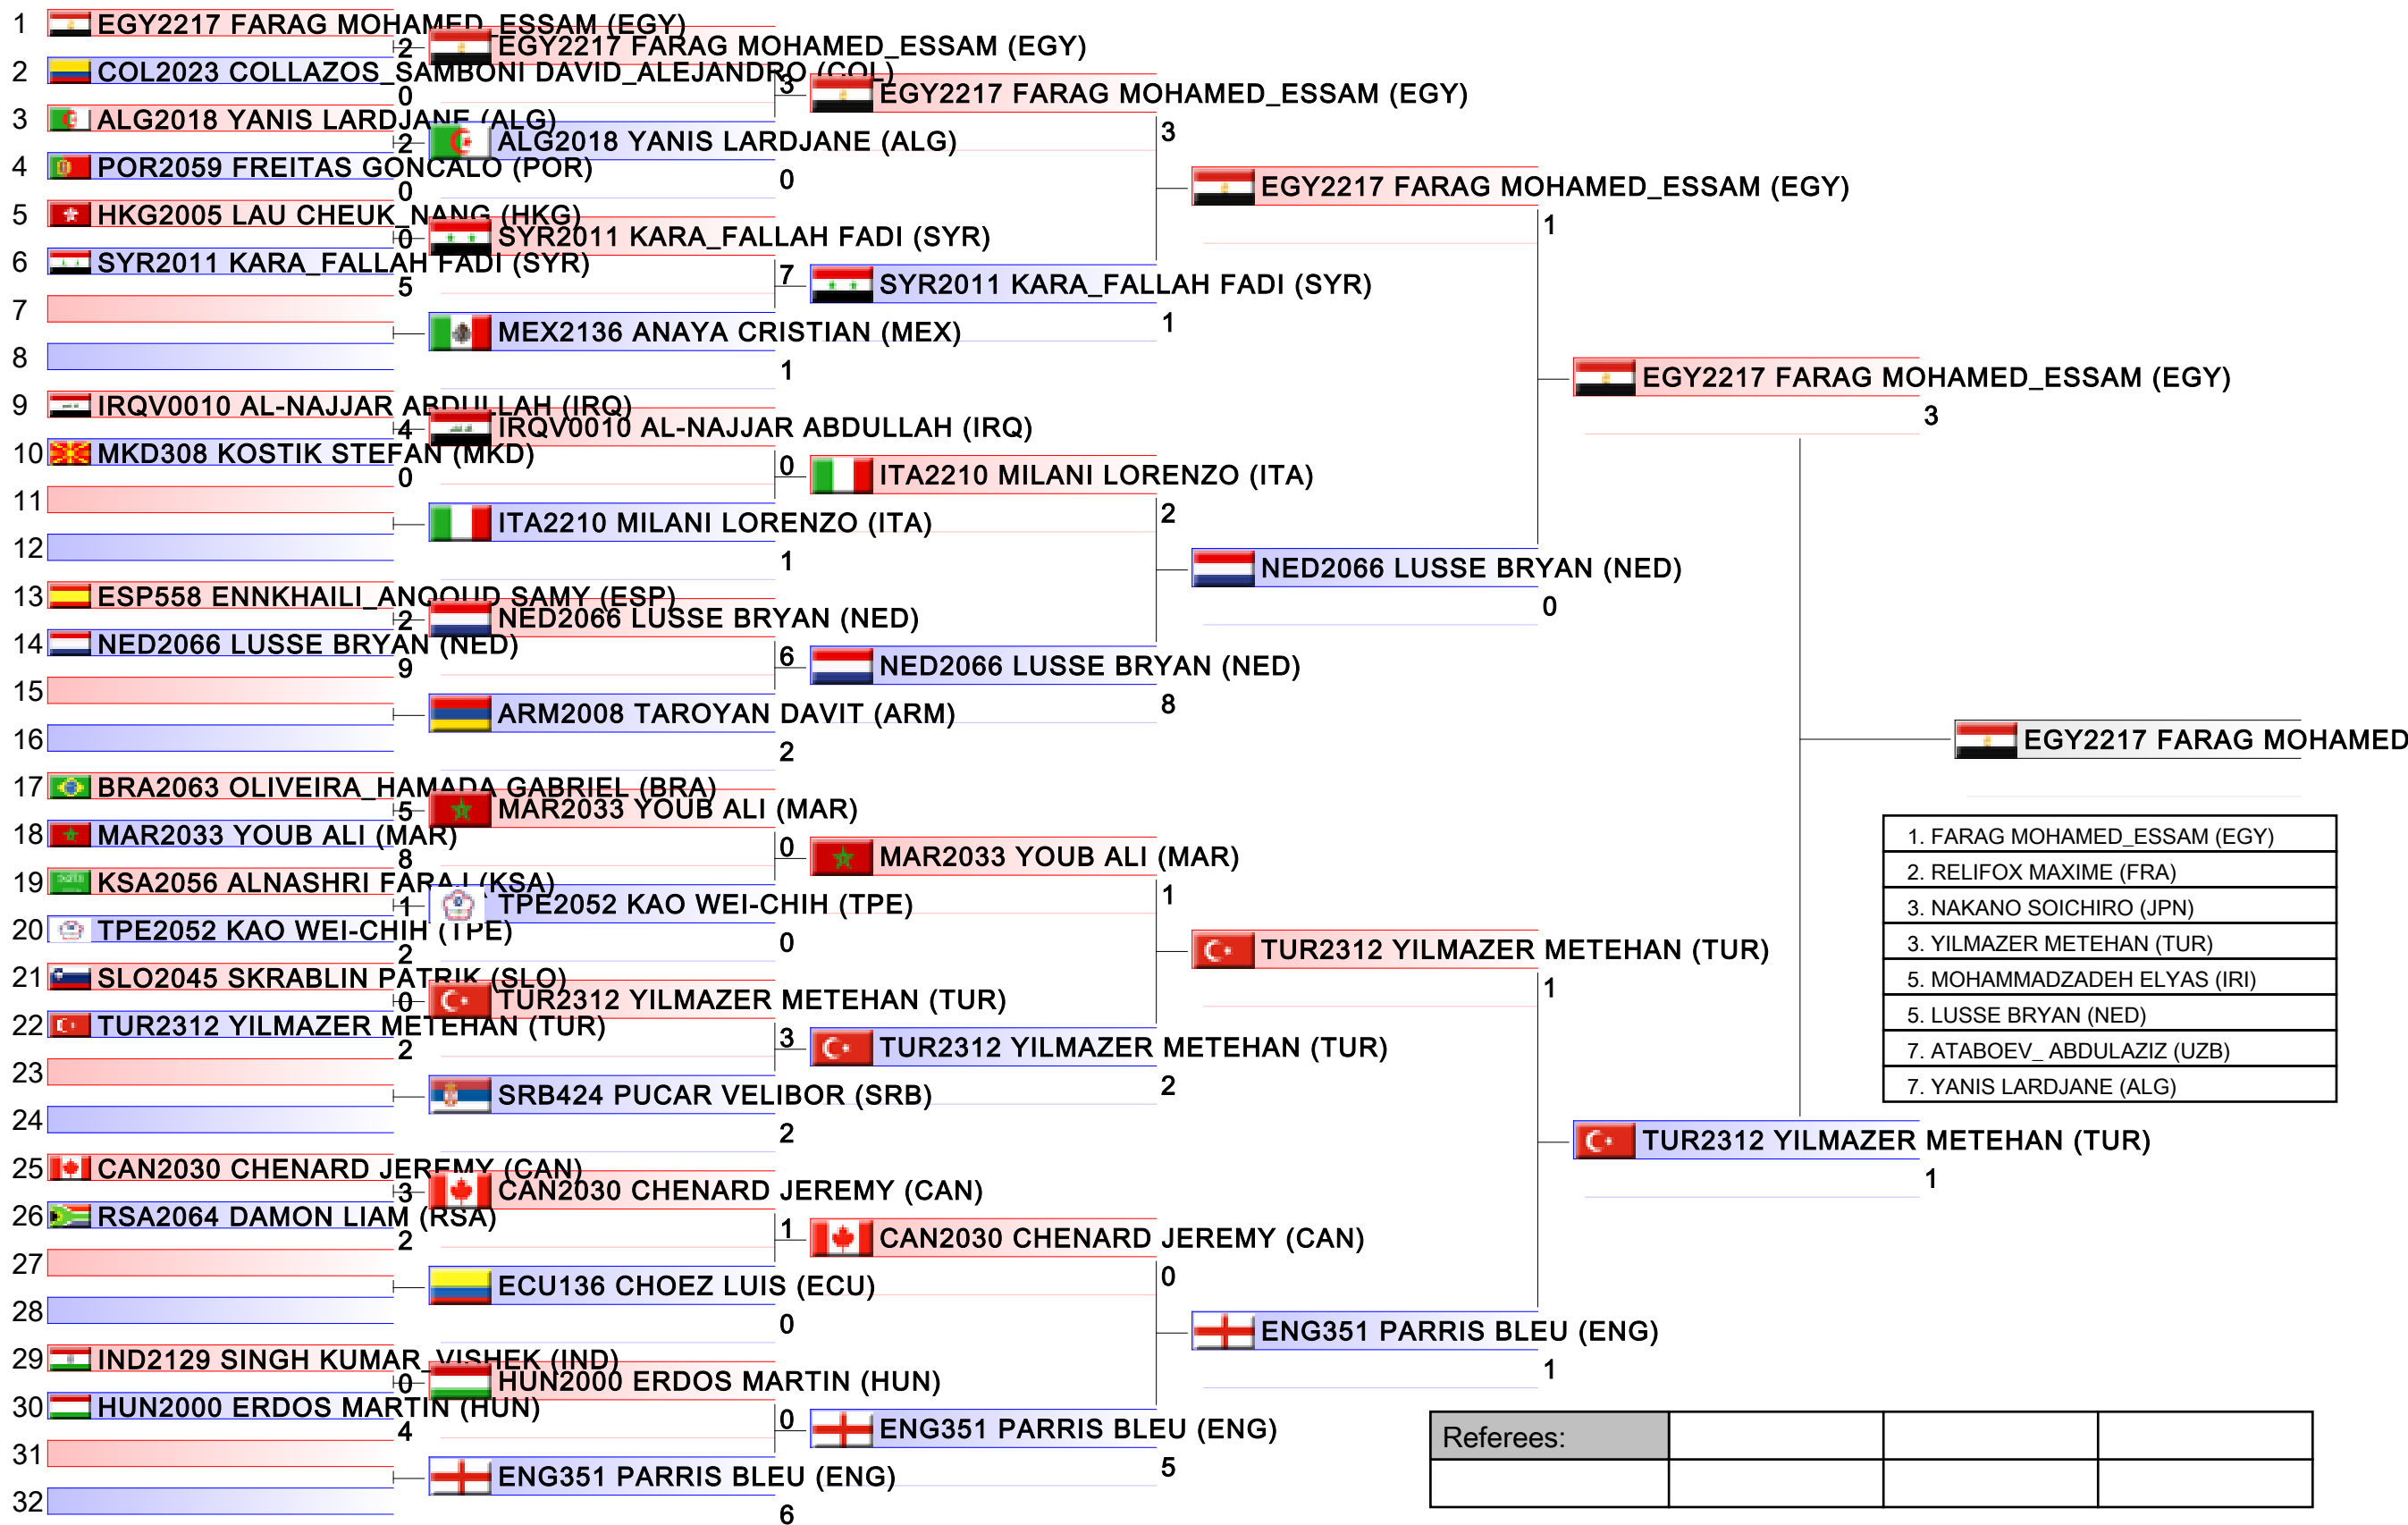 1 EGY2217 FARAG MOHAMED_ESSAM (EGY)
2
2 COL2023 COLLAZOS_SAMBONI DAVID_ALEJANDRO (COL)
0
3 ALG2018 YANIS LARDJANE (ALG)
2
4 POR2059 FREITAS GONCALO (POR)
0
5 HKG2005 LAU CHEUK_NANG (HKG)
0
6 SYR2011 KARA_FALLAH FADI (SYR)
5
7
8
9 IRQV0010 AL-NAJJAR ABDULLAH (IRQ)
4
10 MKD308 KOSTIK STEFAN (MKD)
0
11
12
13 ESP558 ENNKHAILI_ANQOUD SAMY (ESP)
2
14 NED2066 LUSSE BRYAN (NED)
9
15
16
17 BRA2063 OLIVEIRA_HAMADA GABRIEL (BRA)
5
18 MAR2033 YOUB ALI (MAR)
8
19 KSA2056 ALNASHRI FARAJ (KSA)
1
20 TPE2052 KAO WEI-CHIH (TPE)
2
21 SLO2045 SKRABLIN PATRIK (SLO)
0
22 TUR2312 YILMAZER METEHAN (TUR)
2
23
24
25 CAN2030 CHENARD JEREMY (CAN)
3
26 RSA2064 DAMON LIAM (RSA)
2
27
28
29 IND2129 SINGH KUMAR_VISHEK (IND)
0
30 HUN2000 ERDOS MARTIN (HUN)
4
31
32
EGY2217 FARAG MOHAMED_ESSAM (EGY)
3
ALG2018 YANIS LARDJANE (ALG)
0
SYR2011 KARA_FALLAH FADI (SYR)
7
MEX2136 ANAYA CRISTIAN (MEX)
1
IRQV0010 AL-NAJJAR ABDULLAH (IRQ)
0
ITA2210 MILANI LORENZO (ITA)
1
NED2066 LUSSE BRYAN (NED)
6
ARM2008 TAROYAN DAVIT (ARM)
2
MAR2033 YOUB ALI (MAR)
0
TPE2052 KAO WEI-CHIH (TPE)
0
TUR2312 YILMAZER METEHAN (TUR)
3
SRB424 PUCAR VELIBOR (SRB)
2
CAN2030 CHENARD JEREMY (CAN)
1
ECU136 CHOEZ LUIS (ECU)
0
HUN2000 ERDOS MARTIN (HUN)
0
ENG351 PARRIS BLEU (ENG)
6
EGY2217 FARAG MOHAMED_ESSAM (EGY)
3
SYR2011 KARA_FALLAH FADI (SYR)
1
ITA2210 MILANI LORENZO (ITA)
2
NED2066 LUSSE BRYAN (NED)
8
MAR2033 YOUB ALI (MAR)
1
TUR2312 YILMAZER METEHAN (TUR)
2
CAN2030 CHENARD JEREMY (CAN)
0
ENG351 PARRIS BLEU (ENG)
5
EGY2217 FARAG MOHAMED_ESSAM (EGY)
1
NED2066 LUSSE BRYAN (NED)
0
TUR2312 YILMAZER METEHAN (TUR)
1
ENG351 PARRIS BLEU (ENG)
1
EGY2217 FARAG MOHAMED_ESSAM (EGY)
3
TUR2312 YILMAZER METEHAN (TUR)
1
EGY2217 FARAG MOHAMED
1. FARAG MOHAMED_ESSAM (EGY)
2. RELIFOX MAXIME (FRA)
3. NAKANO SOICHIRO (JPN)
3. YILMAZER METEHAN (TUR)
5. MOHAMMADZADEH ELYAS (IRI)
5. LUSSE BRYAN (NED)
7. ATABOEV_ ABDULAZIZ (UZB)
7. YANIS LARDJANE (ALG)
Referees: